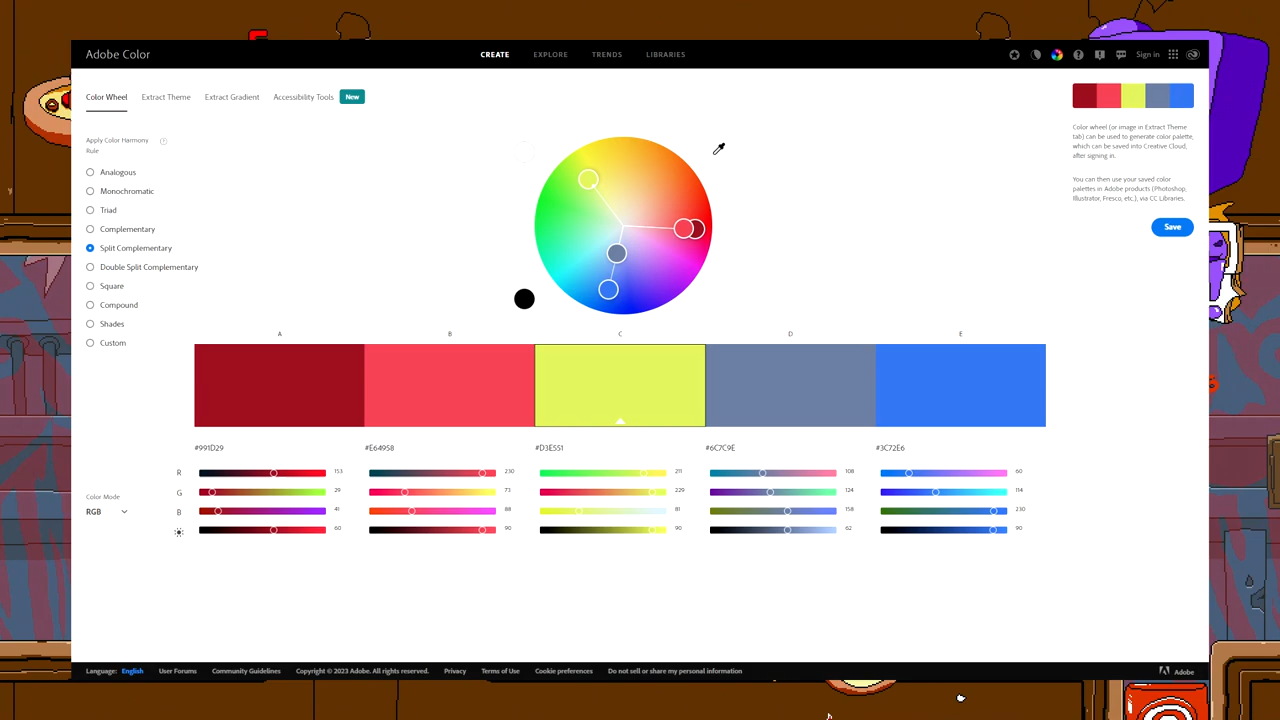 Adobe Color
CREATE EXPLORE TRENDS LIBRARIES
Sign in
Color Wheel Extract Theme Extract Gradient Accessibility Tools New
Apply Color Harmony
Rule
Analogous
Monochromatic
Triad
Complementary
Split Complementary
Double Split Complementary
Square
Compound
Shades
Custom
Color wheel (or image in Extract Theme
tab) can be used to generate color palette,
which can be saved into Creative Cloud,
after signing in.
You can then use your saved color
palettes in Adobe products (Photoshop,
Illustrator, Fresco, etc.), via CC Libraries.
Save
A B C D E
#991D29 #E64958 #D3E551 #6C7C9E #3C72E6
R 153 230 211 108 60
G 29 73 229 124 114
B 41 88 81 158 230
60 90 90 62 90
Color Mode
RGB
Language: English User Forums Community Guidelines Copyright © 2023 Adobe. All rights reserved. Privacy Terms of Use Cookie preferences Do not sell or share my personal information Adobe